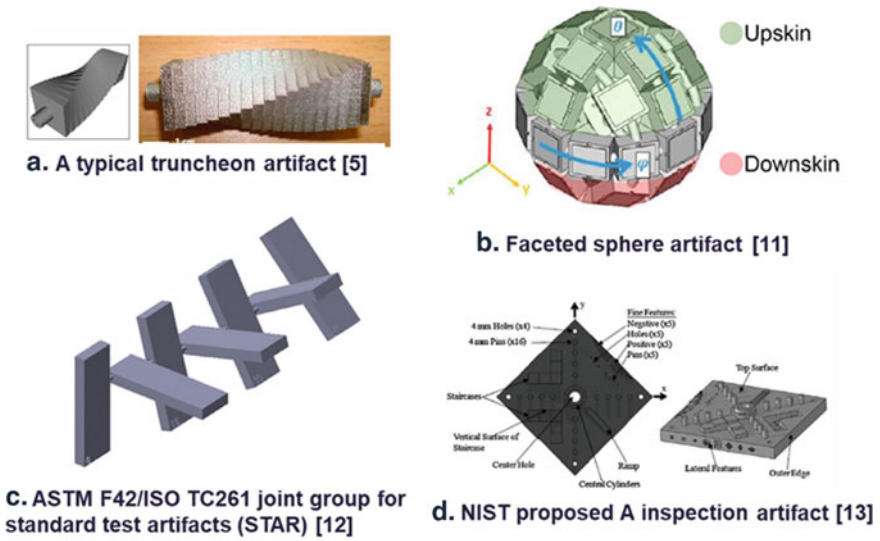 a. A typical truncheon artifact [5]
θ
Upskin
z
φ
Downskin
x
y
b. Faceted sphere artifact [11]
c. ASTM F42/ISO TC261 joint group for
standard test artifacts (STAR) [12]
y
Fine Features:
4 mm Holes (x4)
Negative (x5)
4 mm Pins (x16)
Holes (x5)
Positive (x5)
Pins (x5)
Top Surface
Staircases
x
Vertical Surface of
Staircase
Center Hole
Ramp
Central Cylinders
Lateral Features
Outer Edge
d. NIST proposed A inspection artifact [13]